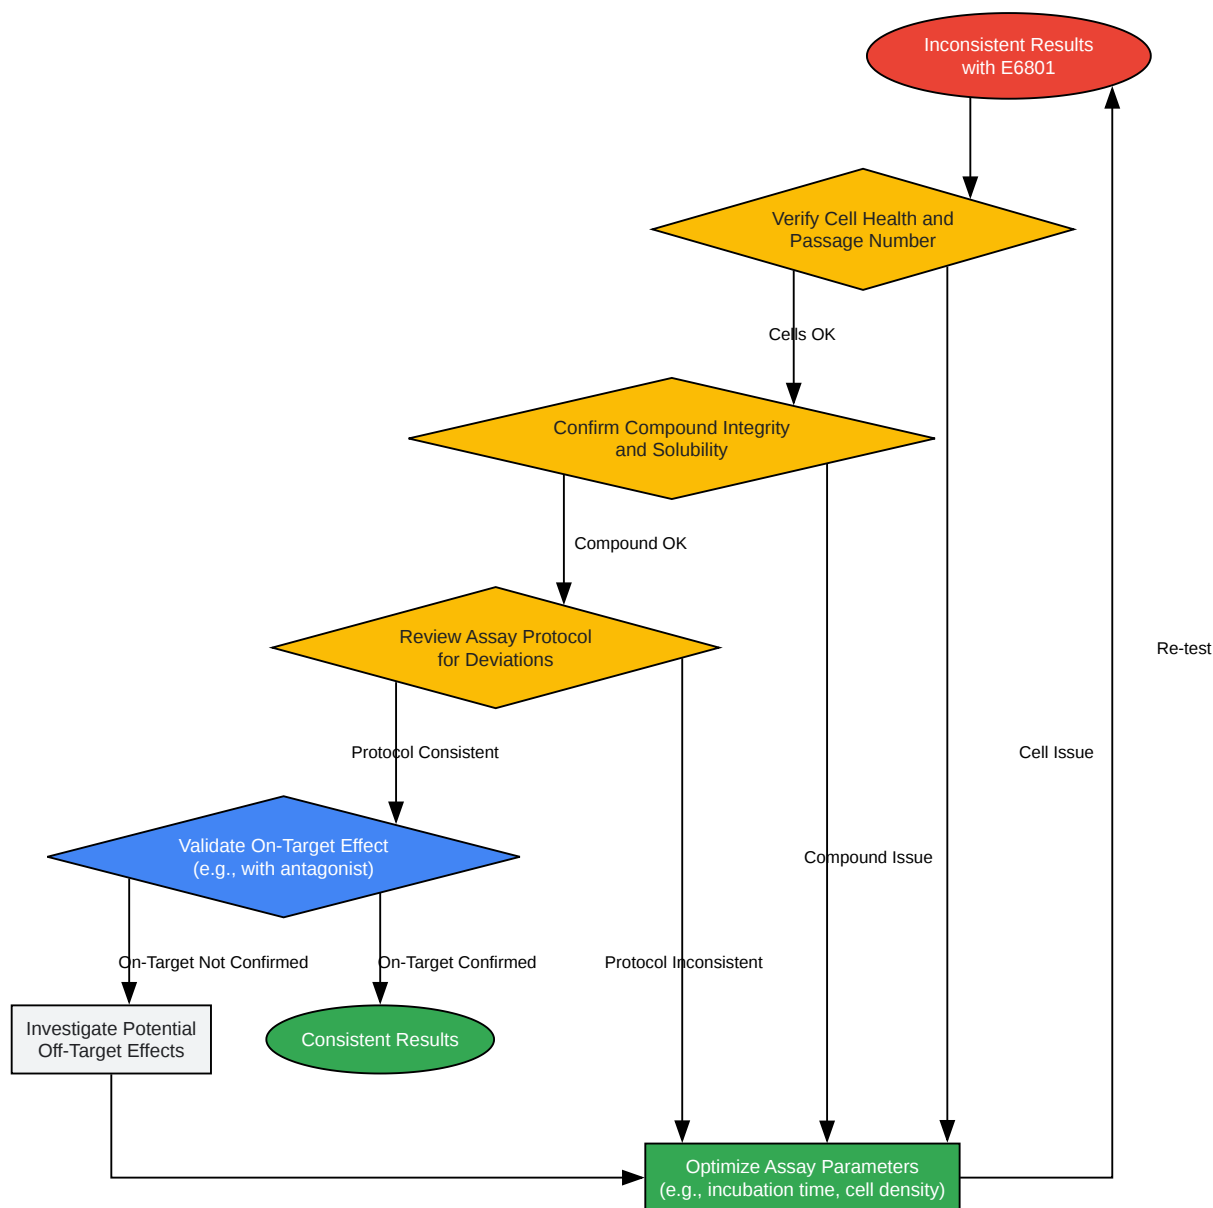 Inconsistent Results
with E6801
Verify Cell Health and
Passage Number
Cells OK
Confirm Compound Integrity
and Solubility
Compound OK
Review Assay Protocol
for Deviations
Re-test
Protocol Consistent
Cell Issue
Validate On-Target Effect
(e.g., with antagonist)
Compound Issue
On-Target Not Confirmed
On-Target Confirmed
Protocol Inconsistent
Investigate Potential
Off-Target Effects
Consistent Results
Optimize Assay Parameters
(e.g., incubation time, cell density)